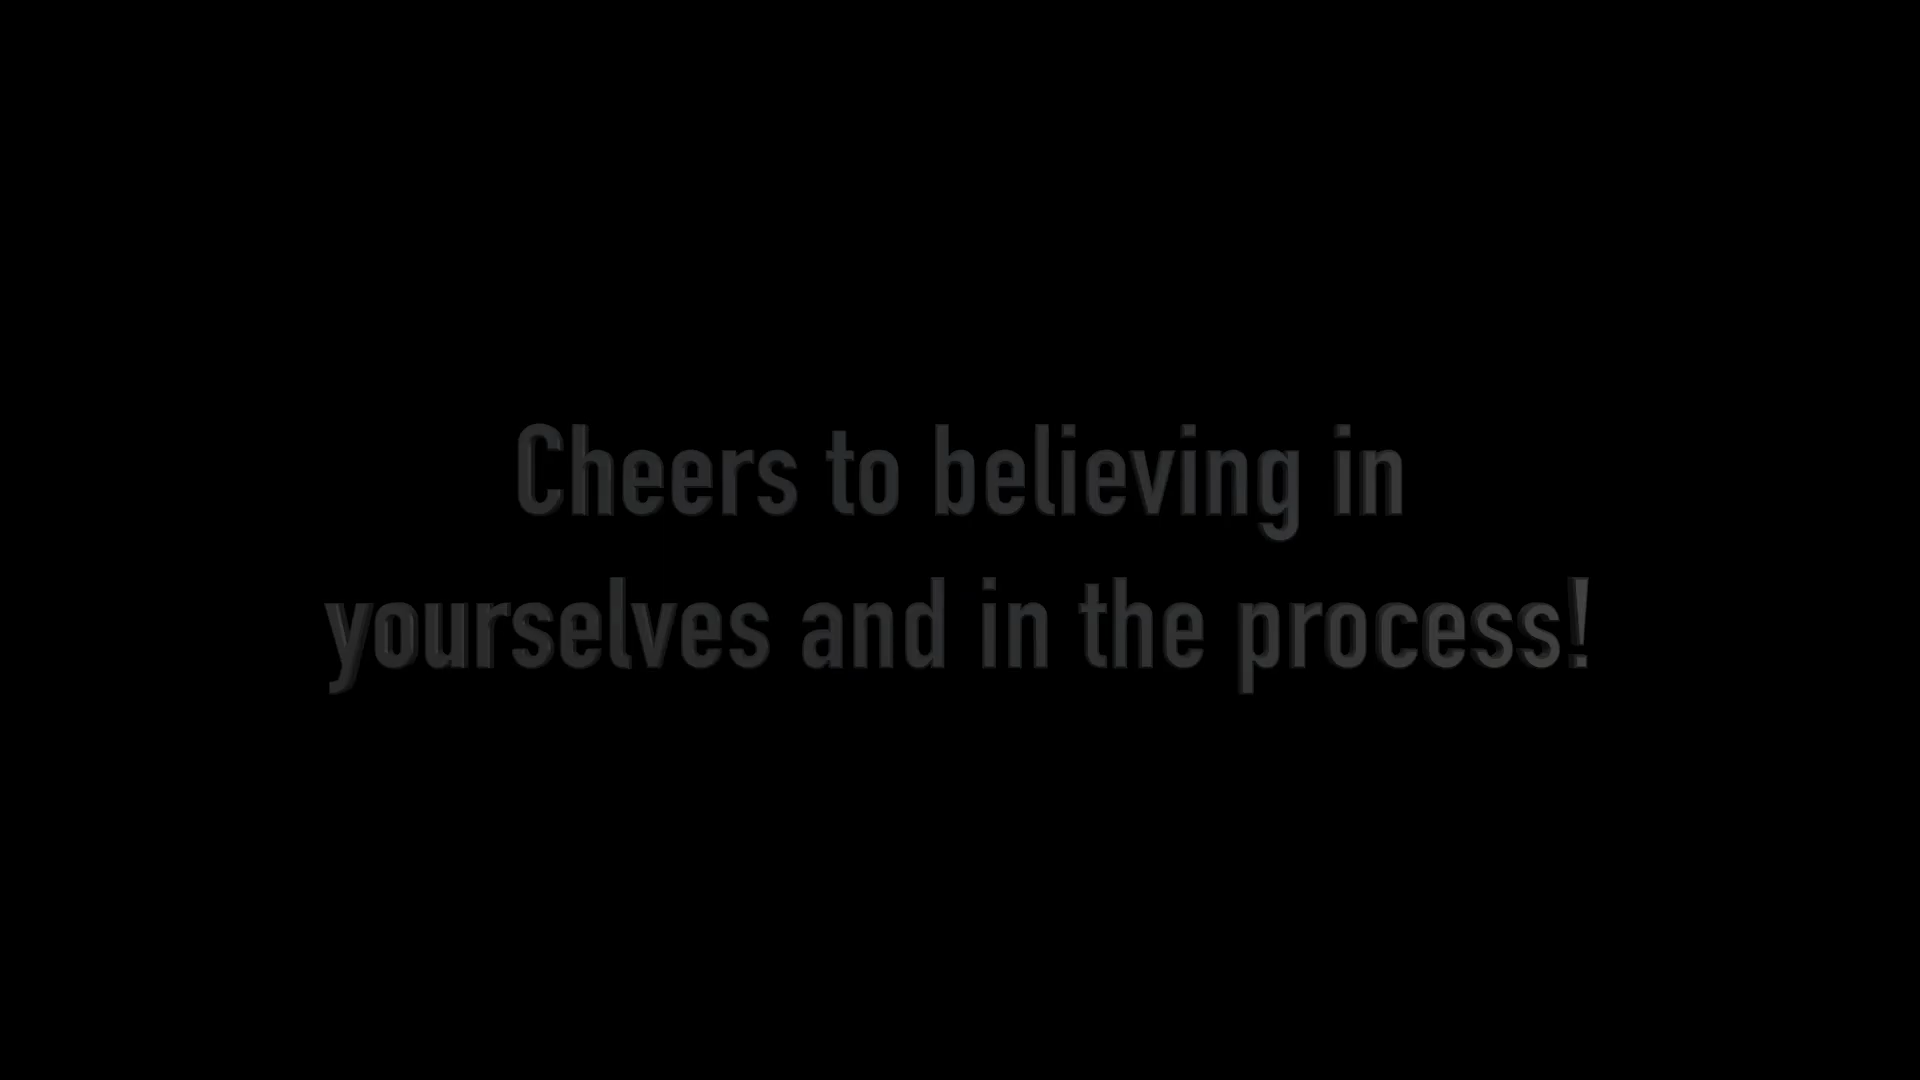 Cheers to believing in
yourselves and in the process!